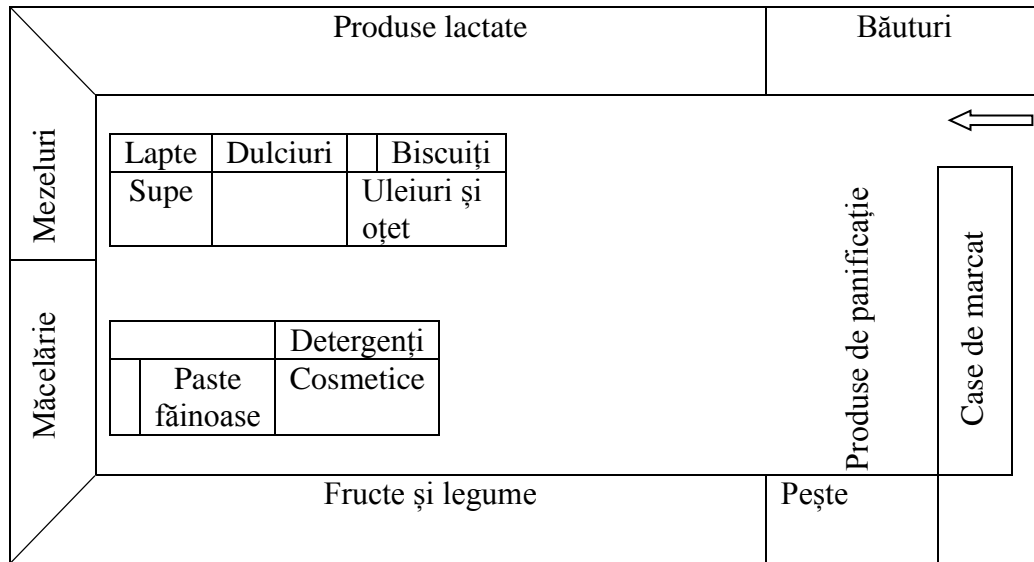 Produse lactate
Băuturi
Mezeluri
Lapte
Dulciuri
Biscuiți
Supe
Uleiuri și
oțet
Produse de panificație
Case de marcat
Măcelărie
Detergenți
Paste
făinoase
Cosmetice
Fructe și legume
Pește